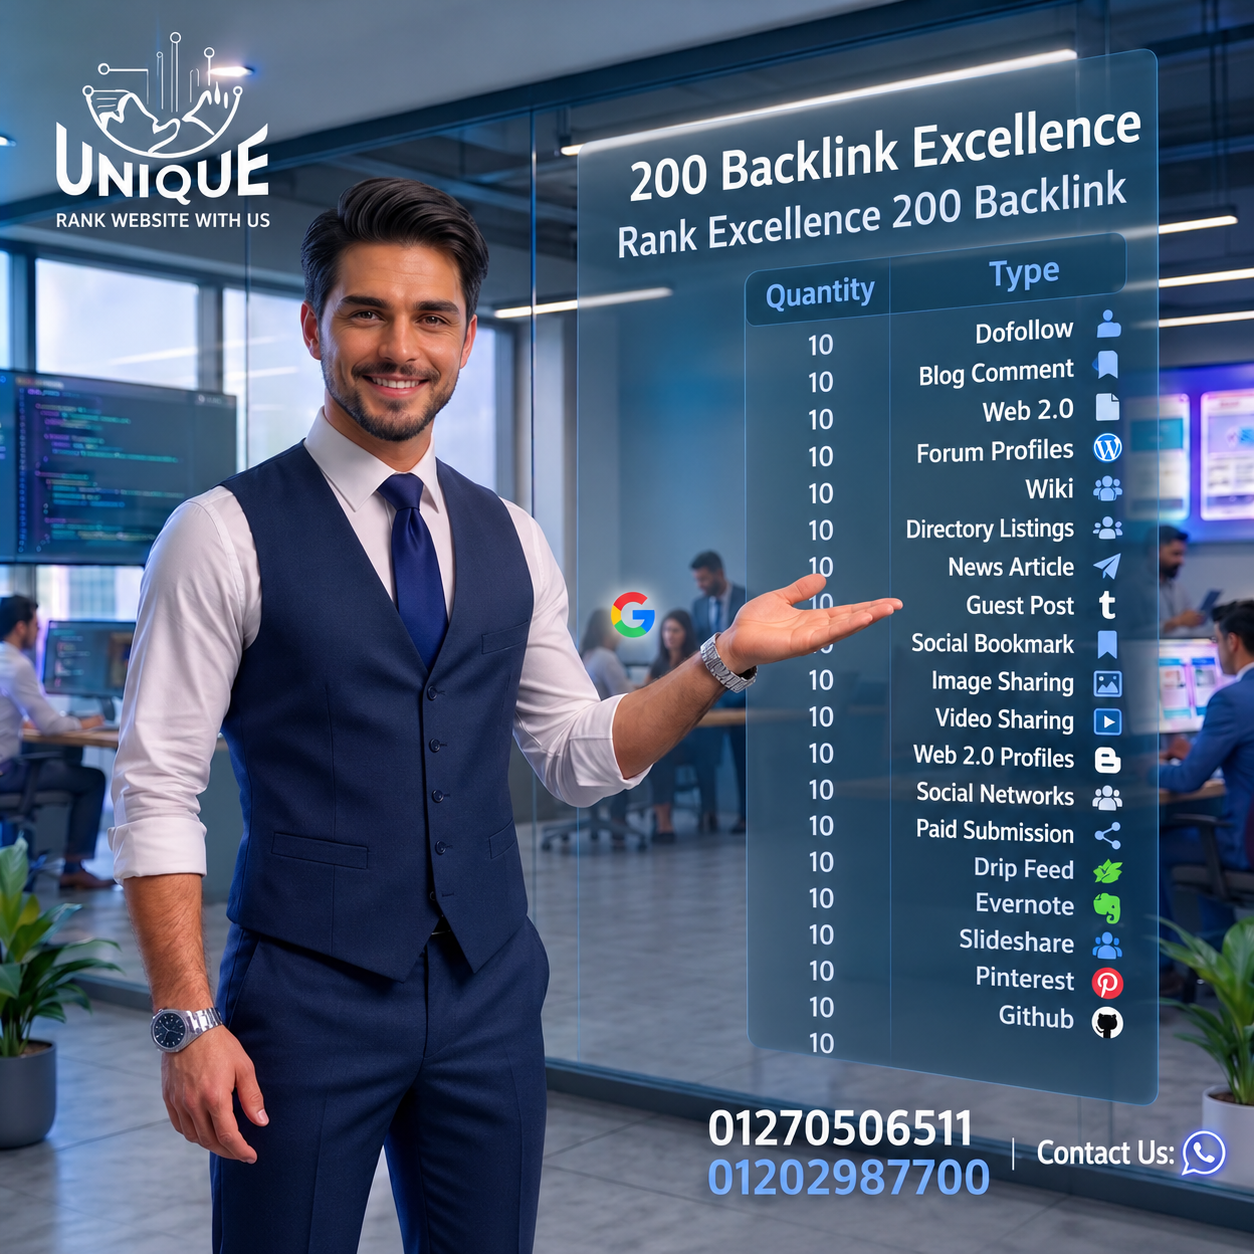 UNIQUE
RANK WEBSITE WITH US
200 Backlink Excellence
Rank Excellence 200 Backlink
Quantity Type
10 Dofollow
10 Blog Comment
10 Web 2.0
10 Forum Profiles
10 Wiki
10 Directory Listings
10 News Article
10 Guest Post
Social Bookmark
10 Image Sharing
10 Video Sharing
10 Web 2.0 Profiles
10 Social Networks
10 Paid Submission
10 Drip Feed
10 Evernote
10 Slideshare
10 Pinterest
10 Github
10
01270506511
01202987700
Contact Us: